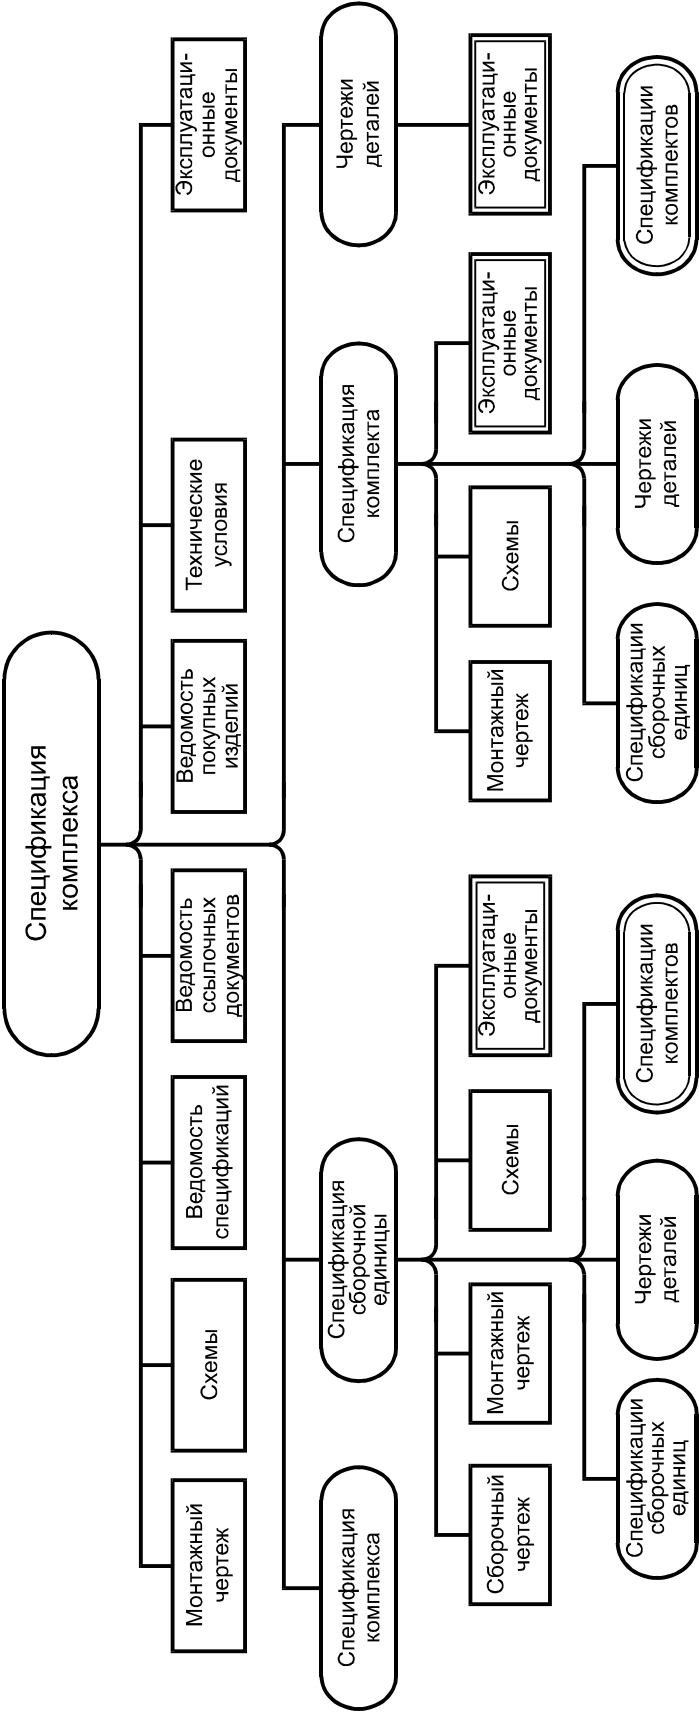 Спецификация
комплекса
Монтажный
чертеж
Схемы
Ведомость
спецификаций
Ведомость
ссылочных
документов
Ведомость
покупных
изделий
Технические
условия
Эксплуатаци-
онные
документы
Спецификация
комплекса
Спецификация
сборочной
единицы
Спецификация
комплекта
Чертежи
деталей
Сборочный
чертеж
Монтажный
чертеж
Схемы
Эксплуатаци-
онные
документы
Монтажный
чертеж
Схемы
Эксплуатаци-
онные
документы
Эксплуатаци-
онные
документы
Спецификации
сборочных
единиц
Чертежи
деталей
Спецификации
комплектов
Спецификации
сборочных
единиц
Чертежи
деталей
Спецификации
комплектов